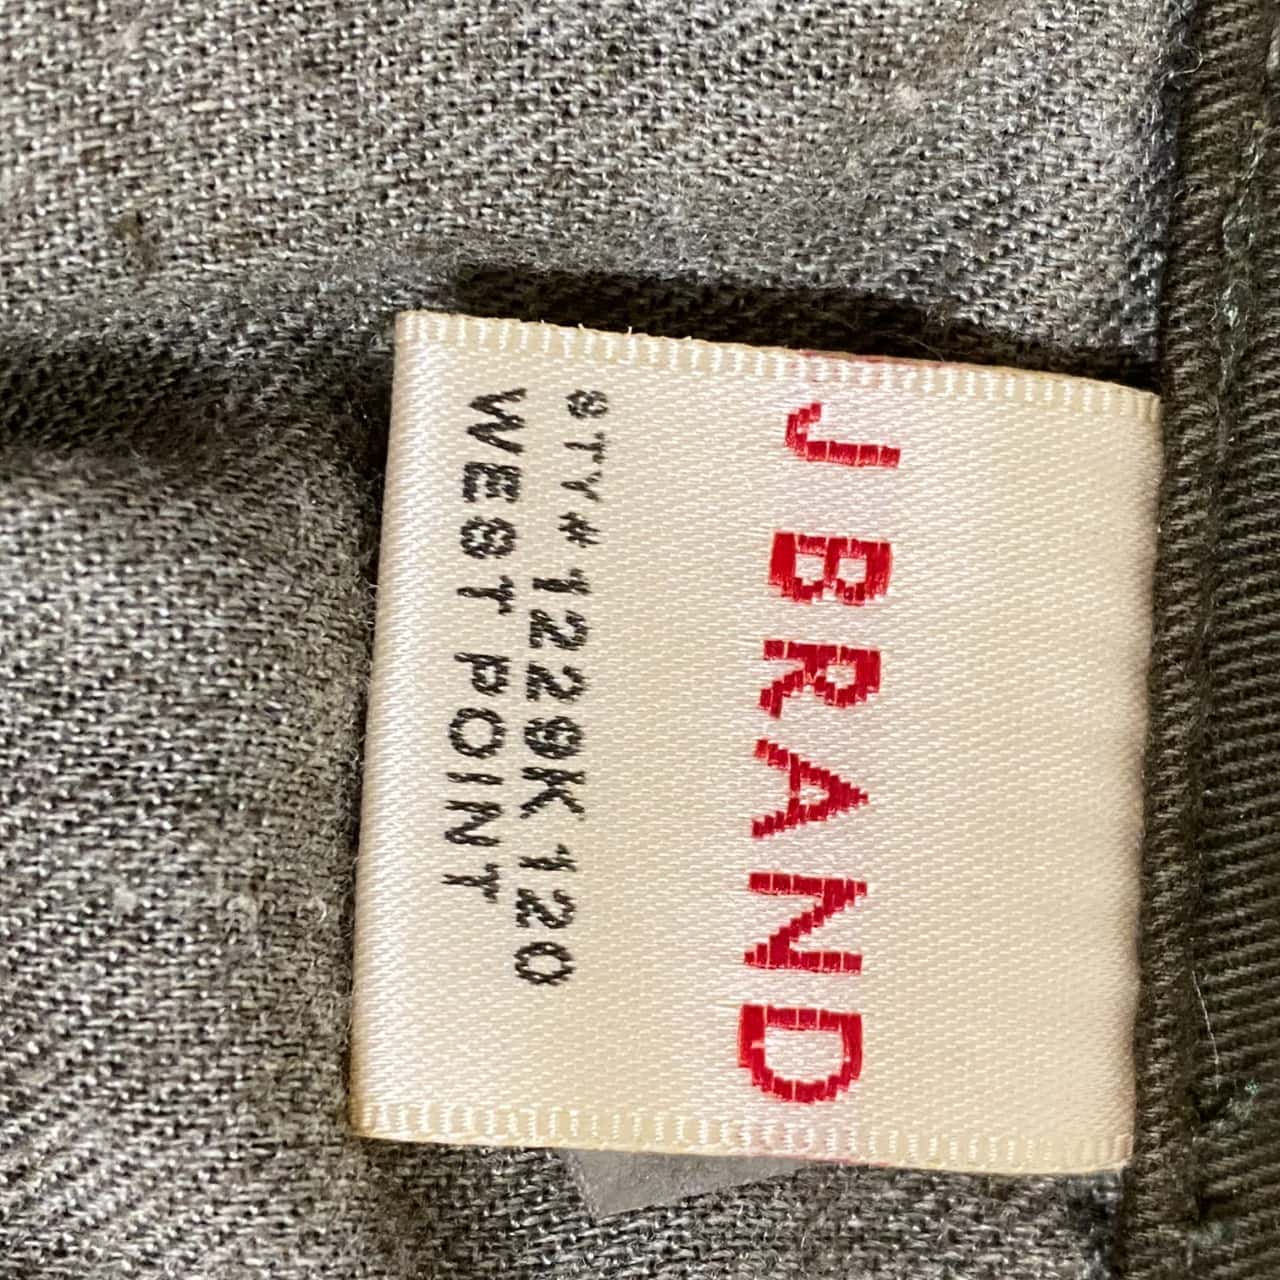 J BRAND
STY# 1229K120
WEST POINT